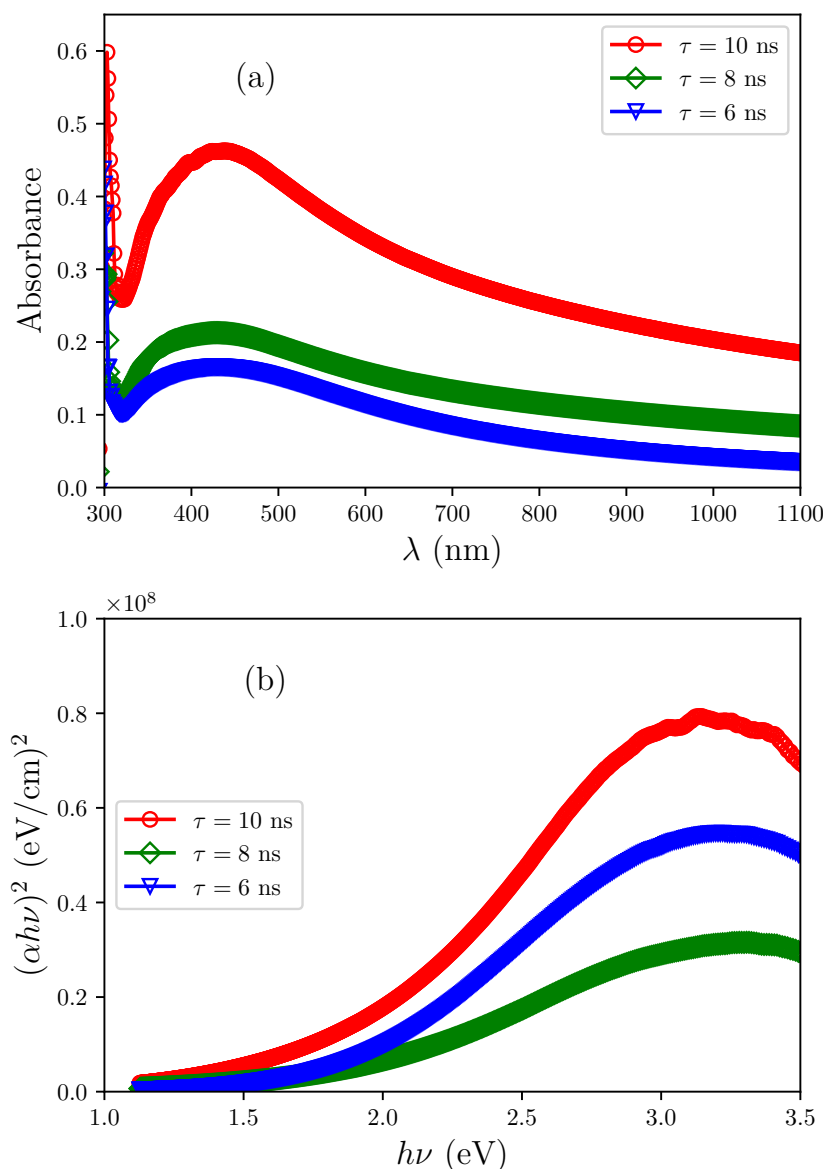 (a)
τ = 10 ns
τ = 8 ns
τ = 6 ns
Absorbance
0.6
0.5
0.4
0.3
0.2
0.1
0.0
300 400 500 600 700 800 900 1000 1100
λ (nm)
×10⁸
(b)
τ = 10 ns
τ = 8 ns
τ = 6 ns
(αhν)² (eV/cm)²
1.0
0.8
0.6
0.4
0.2
0.0
1.0 1.5 2.0 2.5 3.0 3.5
hν (eV)